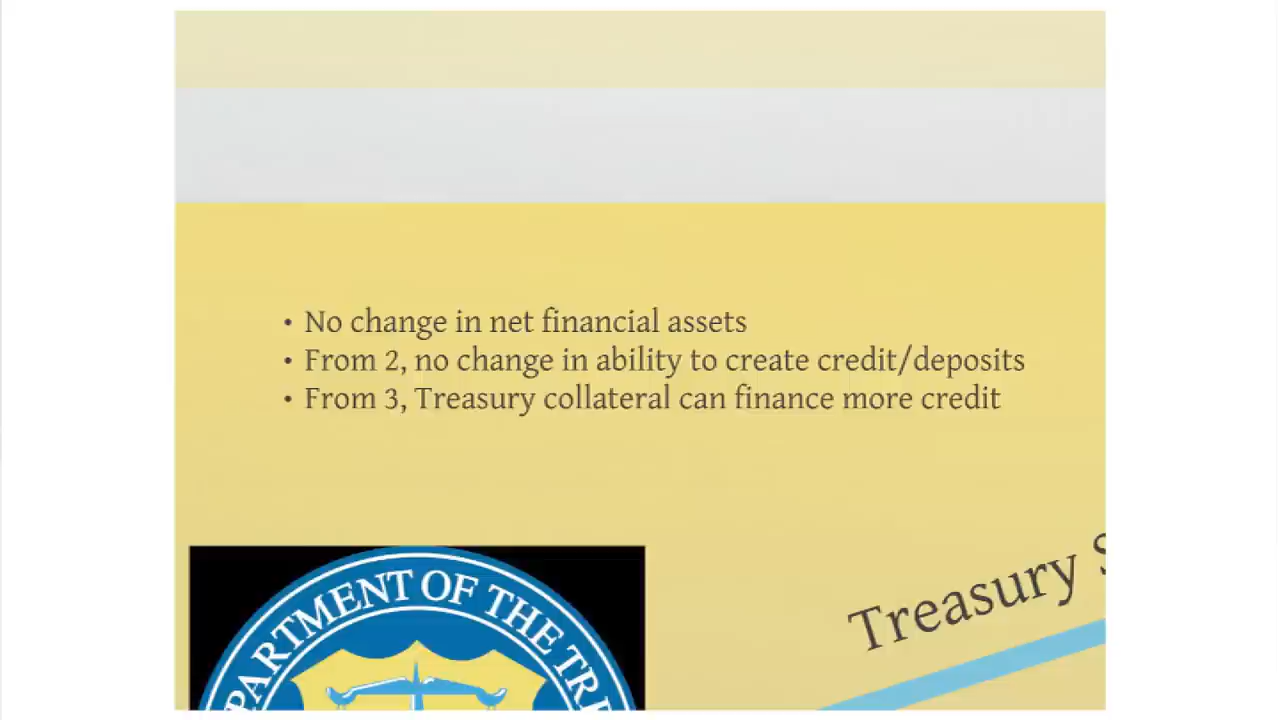 • No change in net financial assets
• From 2, no change in ability to create credit/deposits
• From 3, Treasury collateral can finance more credit
PARTMENT OF THE TRE
Treasury S